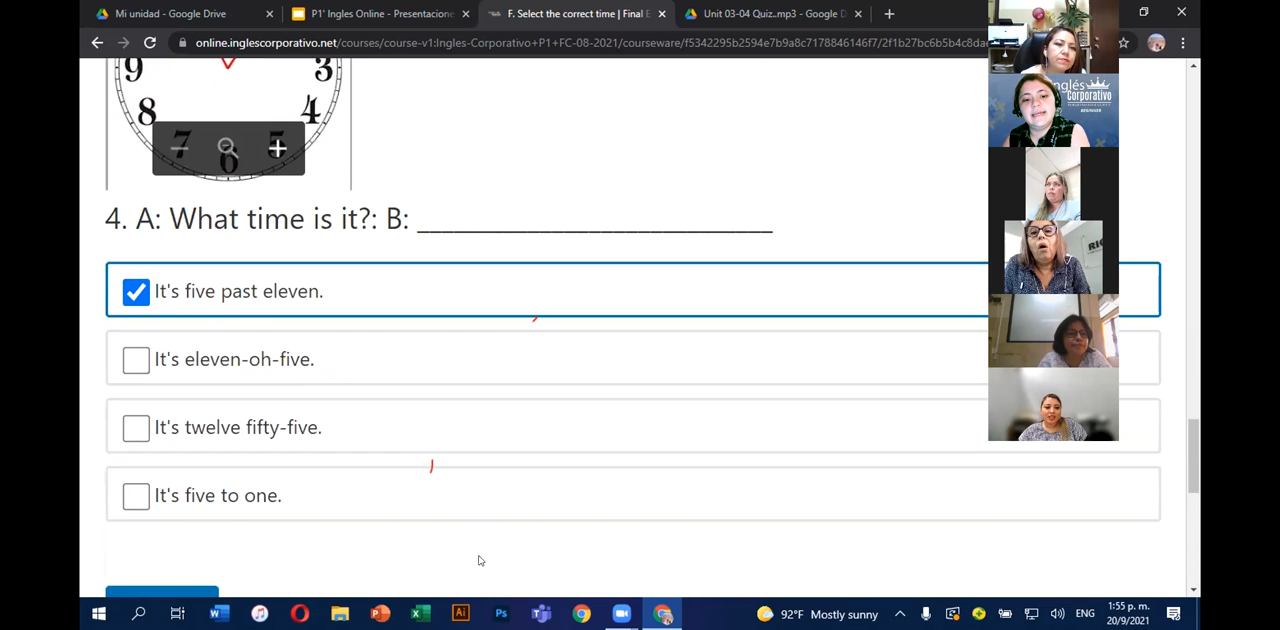 Mi unidad - Google Drive
P1' Ingles Online - Presentacione
F. Select the correct time | Final E
Unit 03-04 Quiz.mp3 - Google D
online.inglescorporativo.net/courses/course-v1:Ingles-Corporativo+P1+FC-08-2021/courseware/
9 3
8 4
7 6 5
4. A: What time is it?: B: ___________________________
It's five past eleven.
It's eleven-oh-five.
It's twelve fifty-five.
It's five to one.
Inglés
Corporativo
BEGINNER
92°F Mostly sunny
ENG
1:55 p. m.
20/9/2021